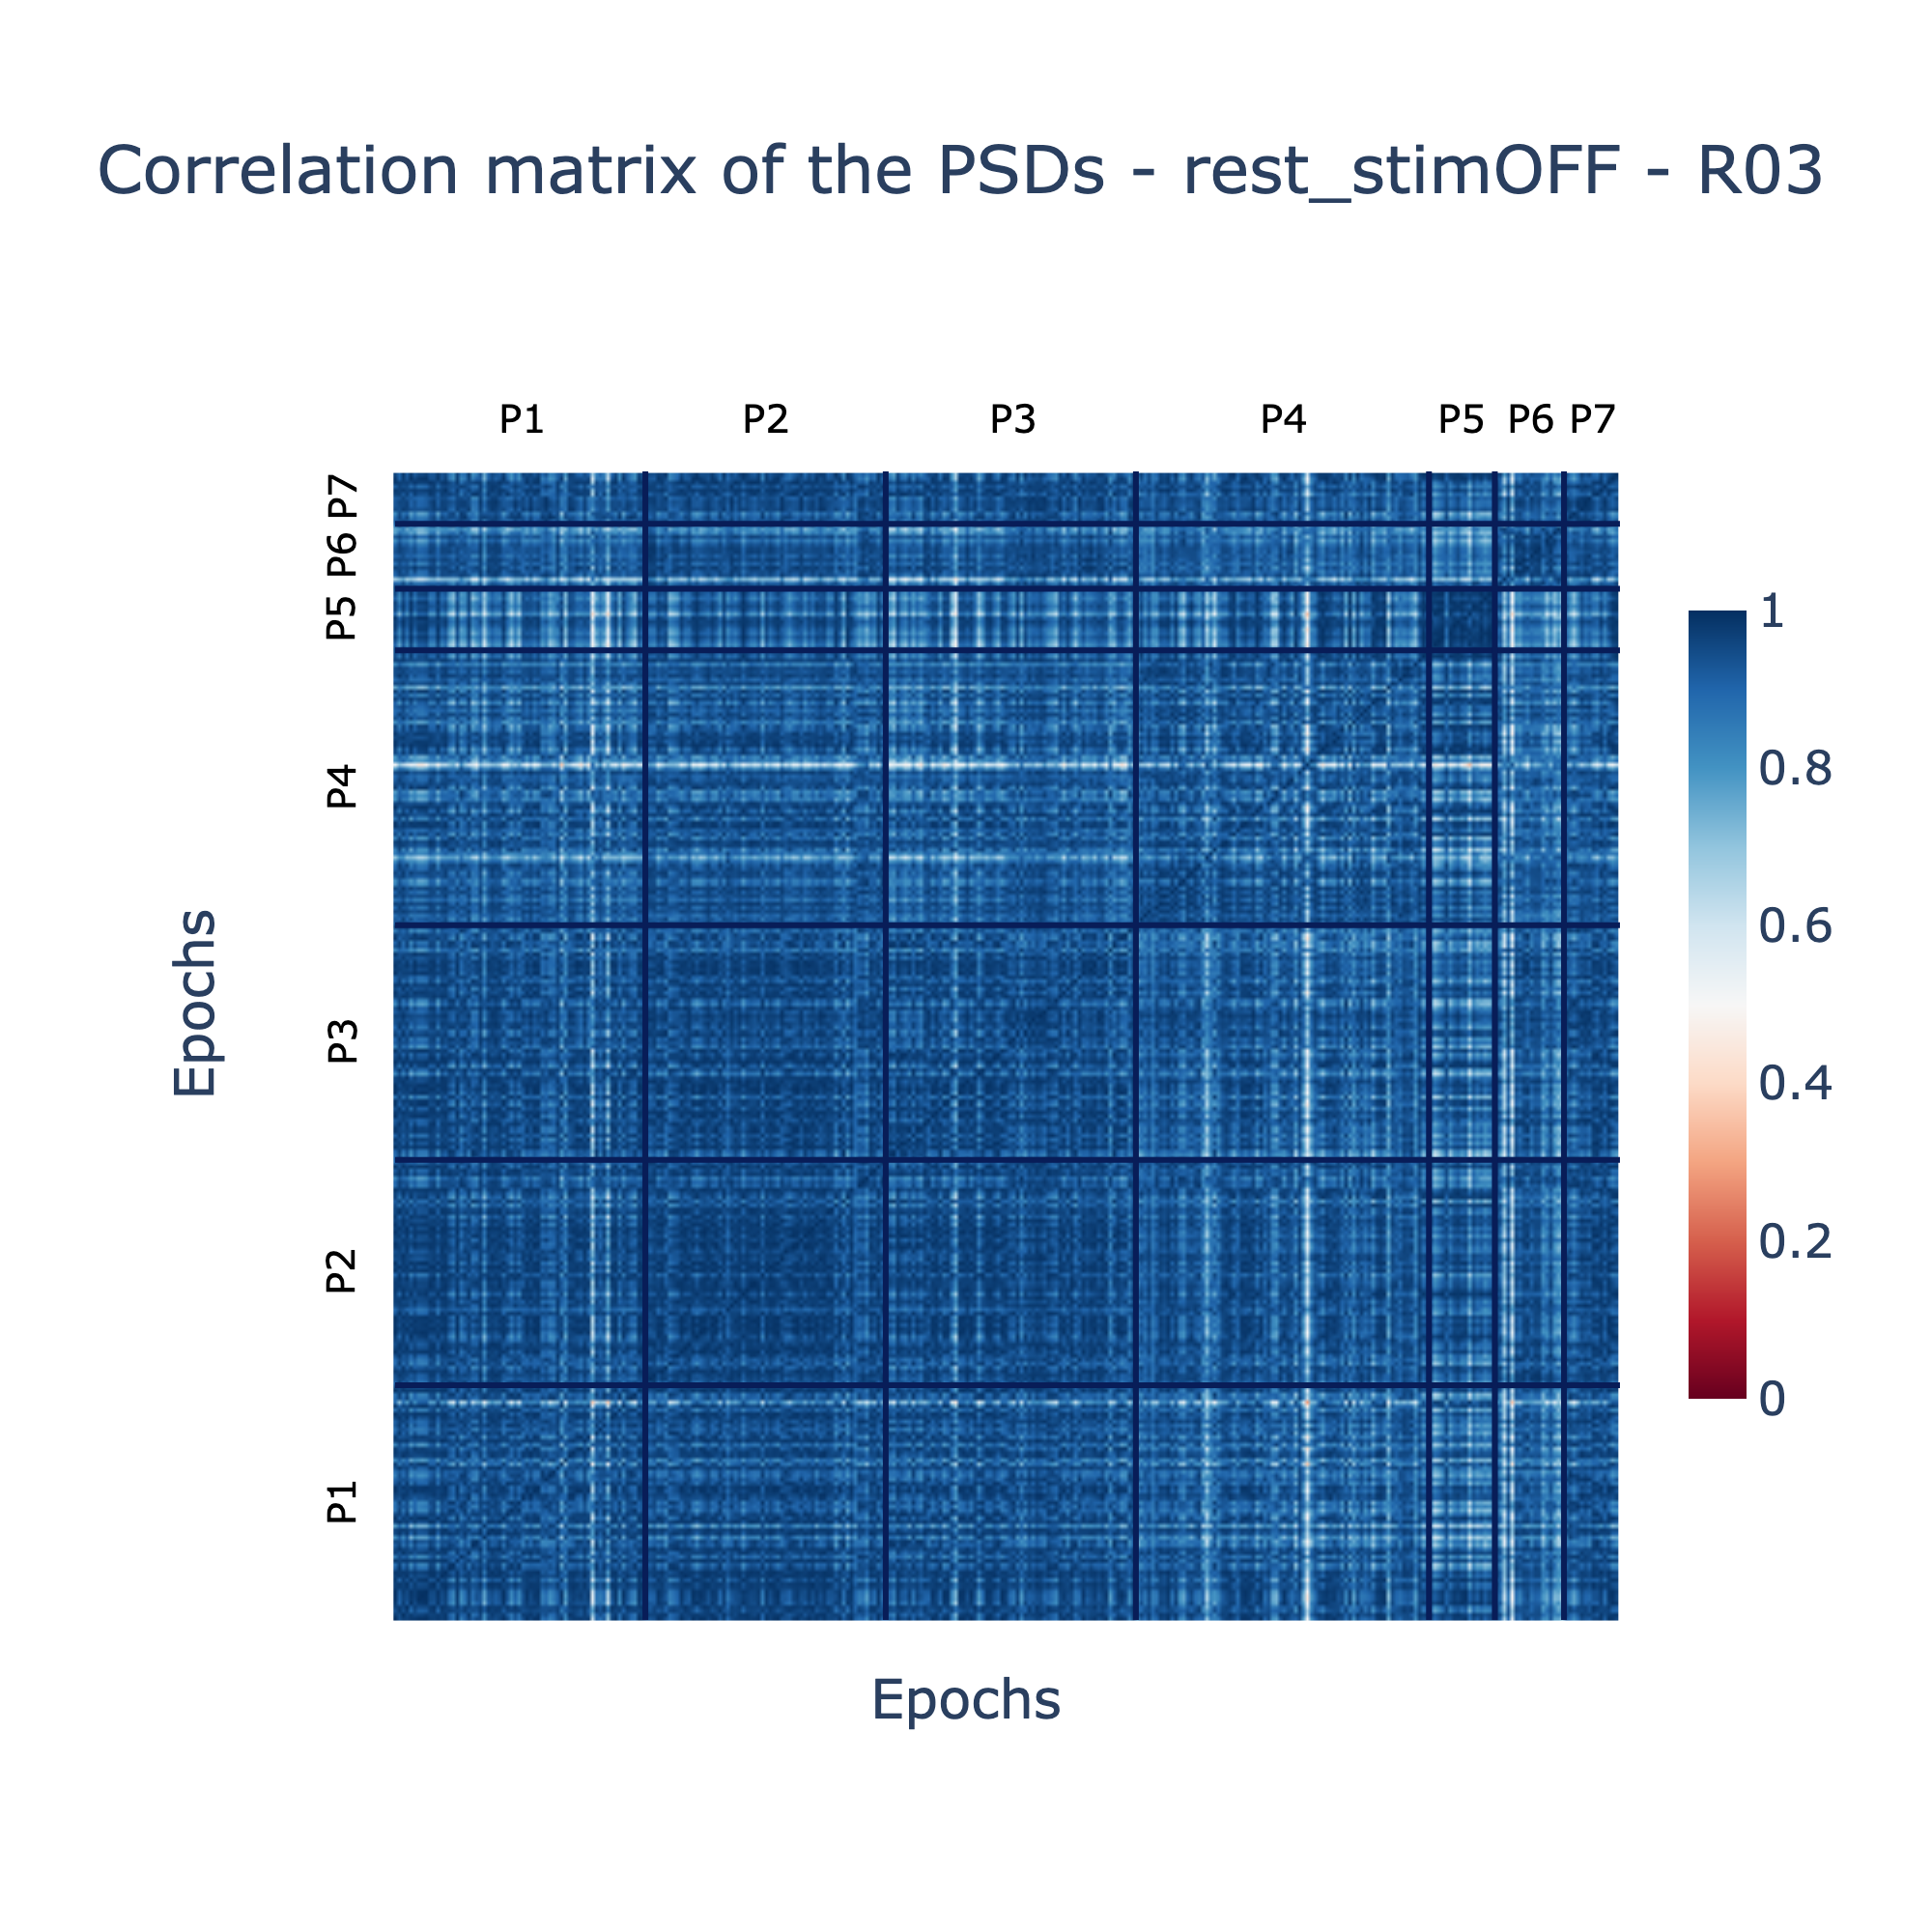 Correlation matrix of the PSDs - rest_stimOFF - R03
P1 P2 P3 P4 P5 P6 P7
P7
P6
P5
P4
P3
P2
P1
Epochs
Epochs
1
0.8
0.6
0.4
0.2
0